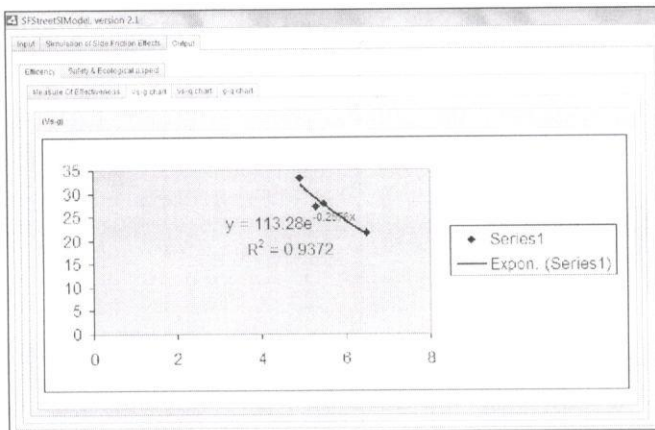 SFStreetSIModel, version 2.1
Input Simulation of Side Friction Effects Output
Efficiency Safety & Ecological aspect
Measure Of Effectiveness Vs-g chart Vs-q chart g-q chart
(Vs-g)
35
30
25
20
15
10
5
0
y = 113.28e
R² = 0.9372
0 2 4 6 8
Series1
Expon. (Series1)